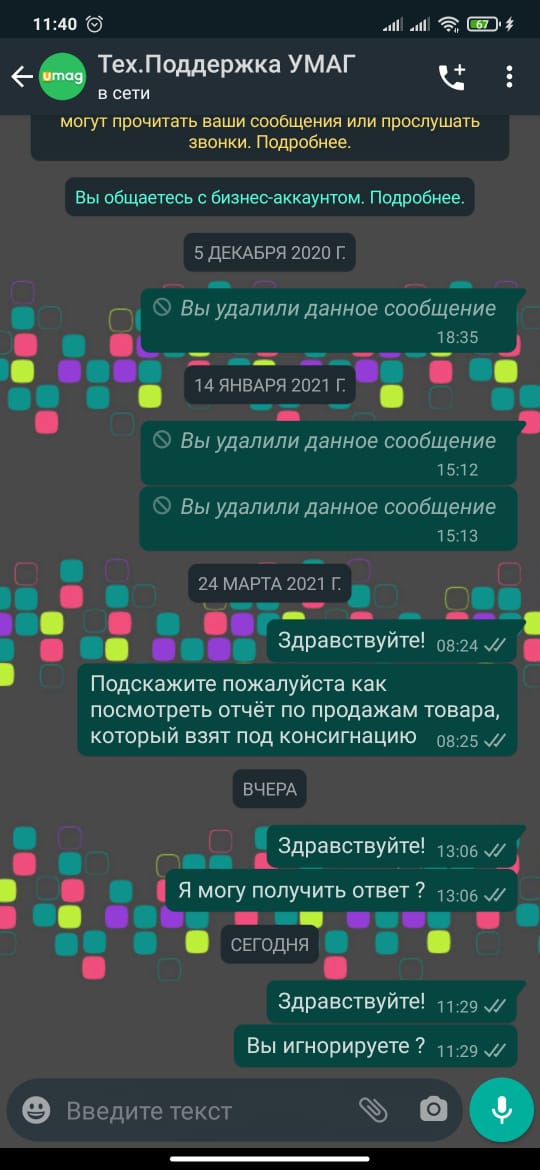 11:40
67
umag
Тех.Поддержка УМАГ
в сети
могут прочитать ваши сообщения или прослушать
звонки. Подробнее.
Вы общаетесь с бизнес-аккаунтом. Подробнее.
5 ДЕКАБРЯ 2020 Г.
Вы удалили данное сообщение
18:35
14 ЯНВАРЯ 2021 Г.
Вы удалили данное сообщение
15:12
Вы удалили данное сообщение
15:13
24 МАРТА 2021 Г.
Здравствуйте! 08:24
Подскажите пожалуйста как
посмотреть отчёт по продажам товара,
который взят под консигнацию 08:25
ВЧЕРА
Здравствуйте! 13:06
Я могу получить ответ ? 13:06
СЕГОДНЯ
Здравствуйте! 11:29
Вы игнорируете ? 11:29
Введите текст